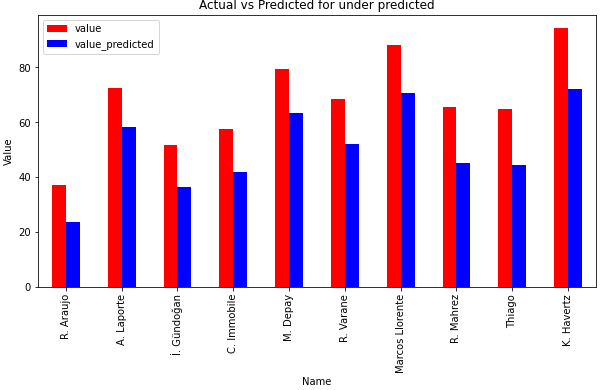 Actual vs Predicted for under predicted
value
value_predicted
Value
80
60
40
20
0
R. Araujo
A. Laporte
İ. Gündoğan
C. Immobile
M. Depay
R. Varane
Marcos Llorente
R. Mahrez
Thiago
K. Havertz
Name